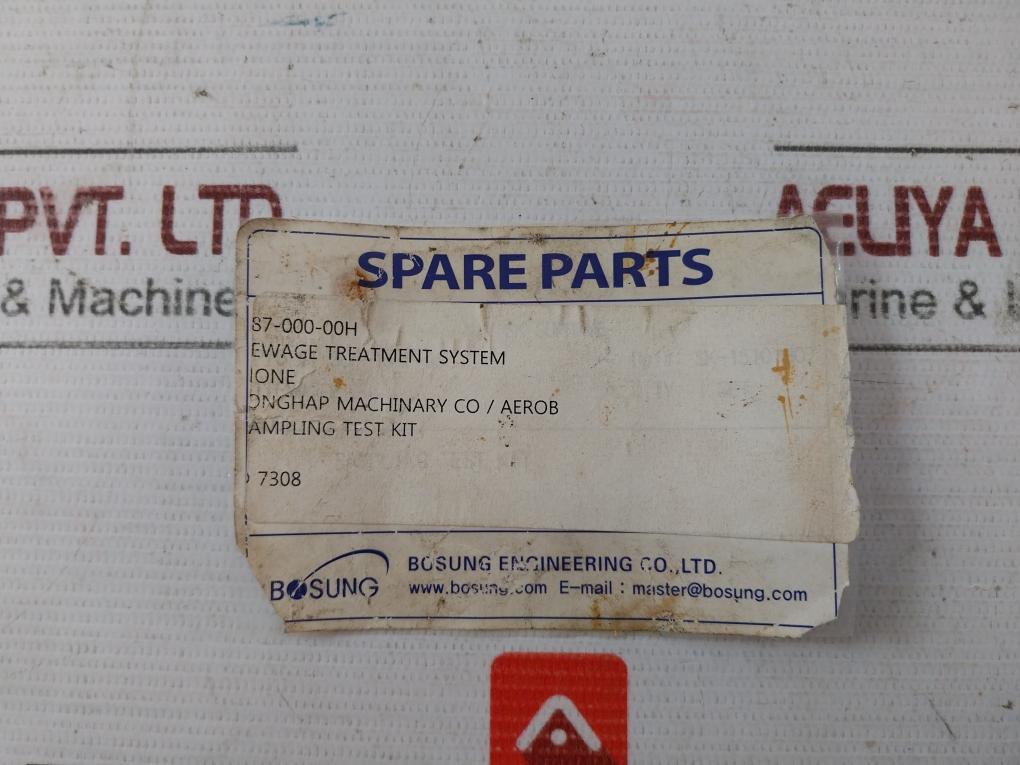 PVT. LTD
AELIYA
& Machine
rine &
SPARE PARTS
87-000-00H
EWAGE TREATMENT SYSTEM
IONE
ONGHAP MACHINARY CO / AEROB
AMPLING TEST KIT
7308
BOSUNG
BOSUNG ENGINEERING CO.,LTD.
www.bosung.com E-mail : master@bosung.com